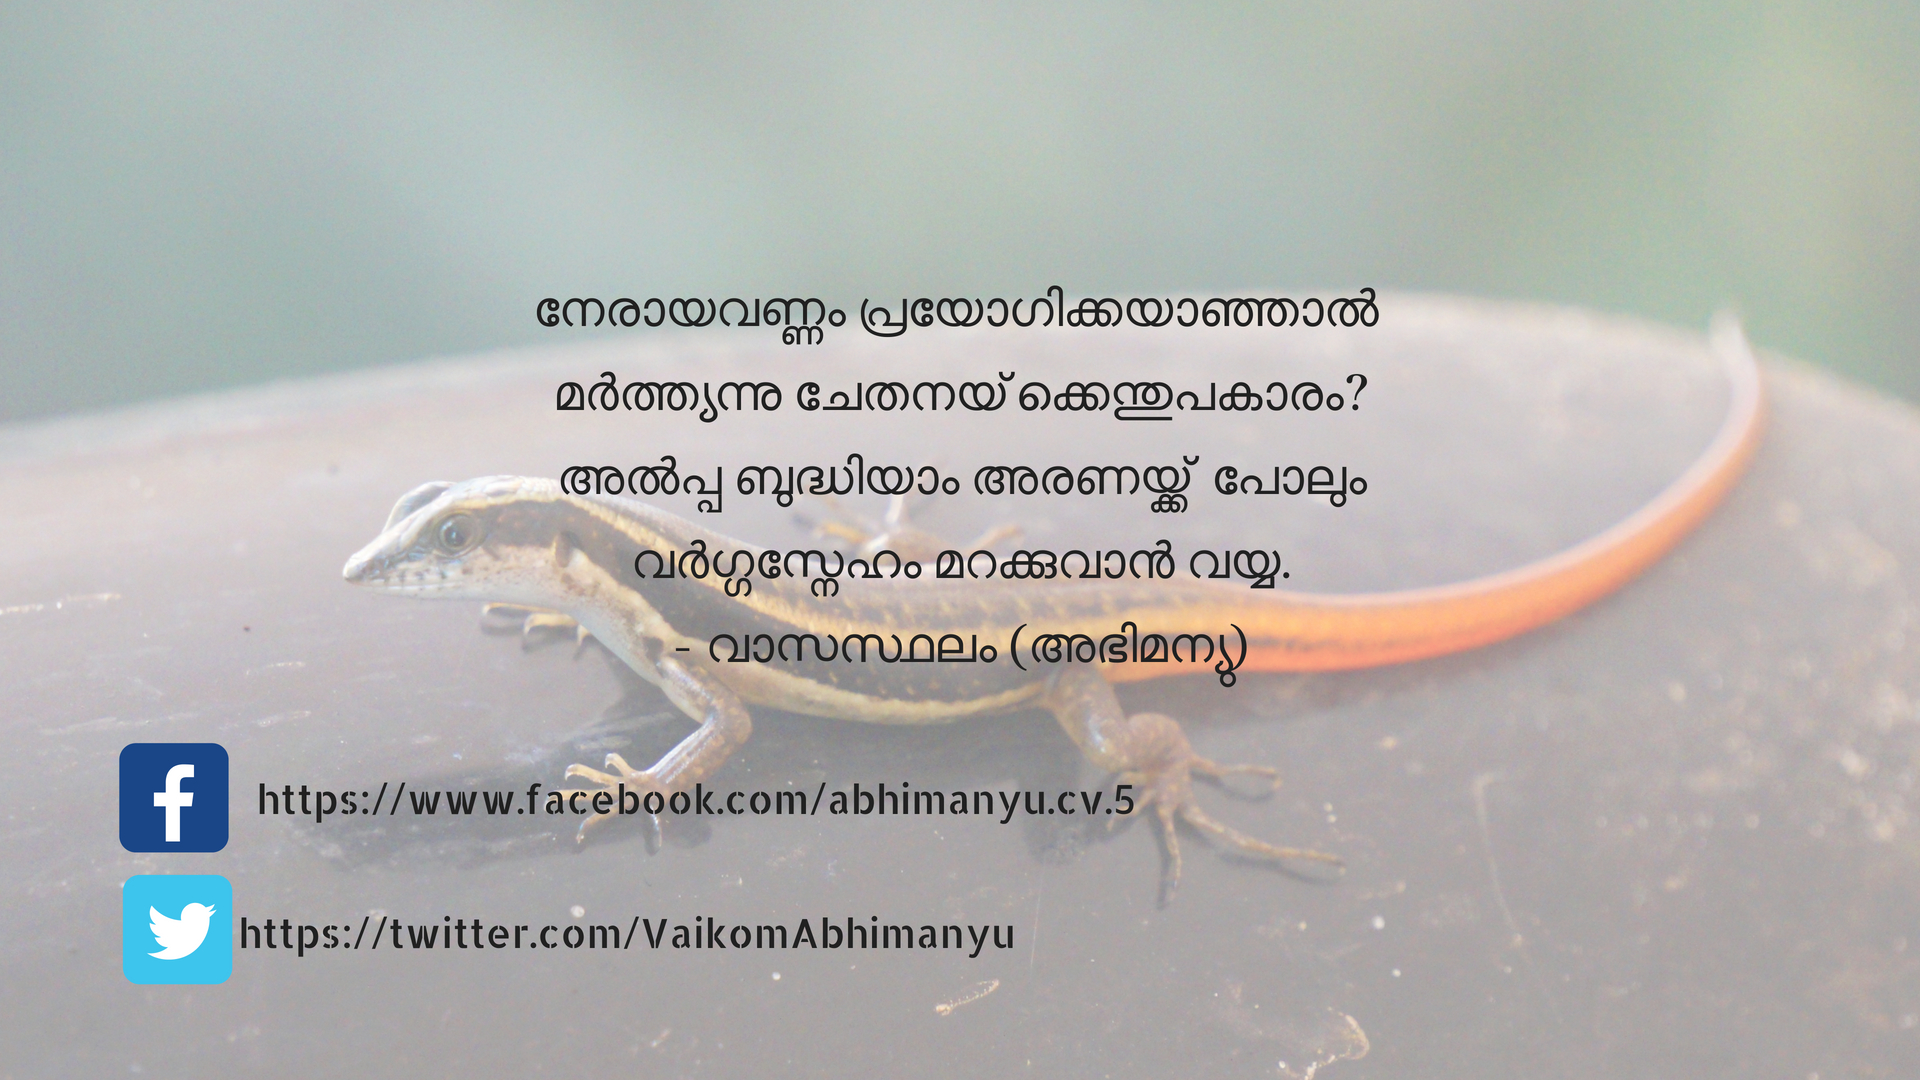 നേരായവണ്ണം പ്രയോഗിക്കയാഞ്ഞാൽ
മർത്ത്യന്നു ചേതനയ്ക്കെന്തുപകാരം?
അൽപ്പ ബുദ്ധിയാം അരണയ്ക്ക് പോലും
വർഗ്ഗസ്നേഹം മറക്കുവാൻ വയ്യ.
- വാസസ്ഥലം (അഭിമന്യു)
https://www.facebook.com/abhimanyu.cv.5
https://twitter.com/VaikomAbhimanyu